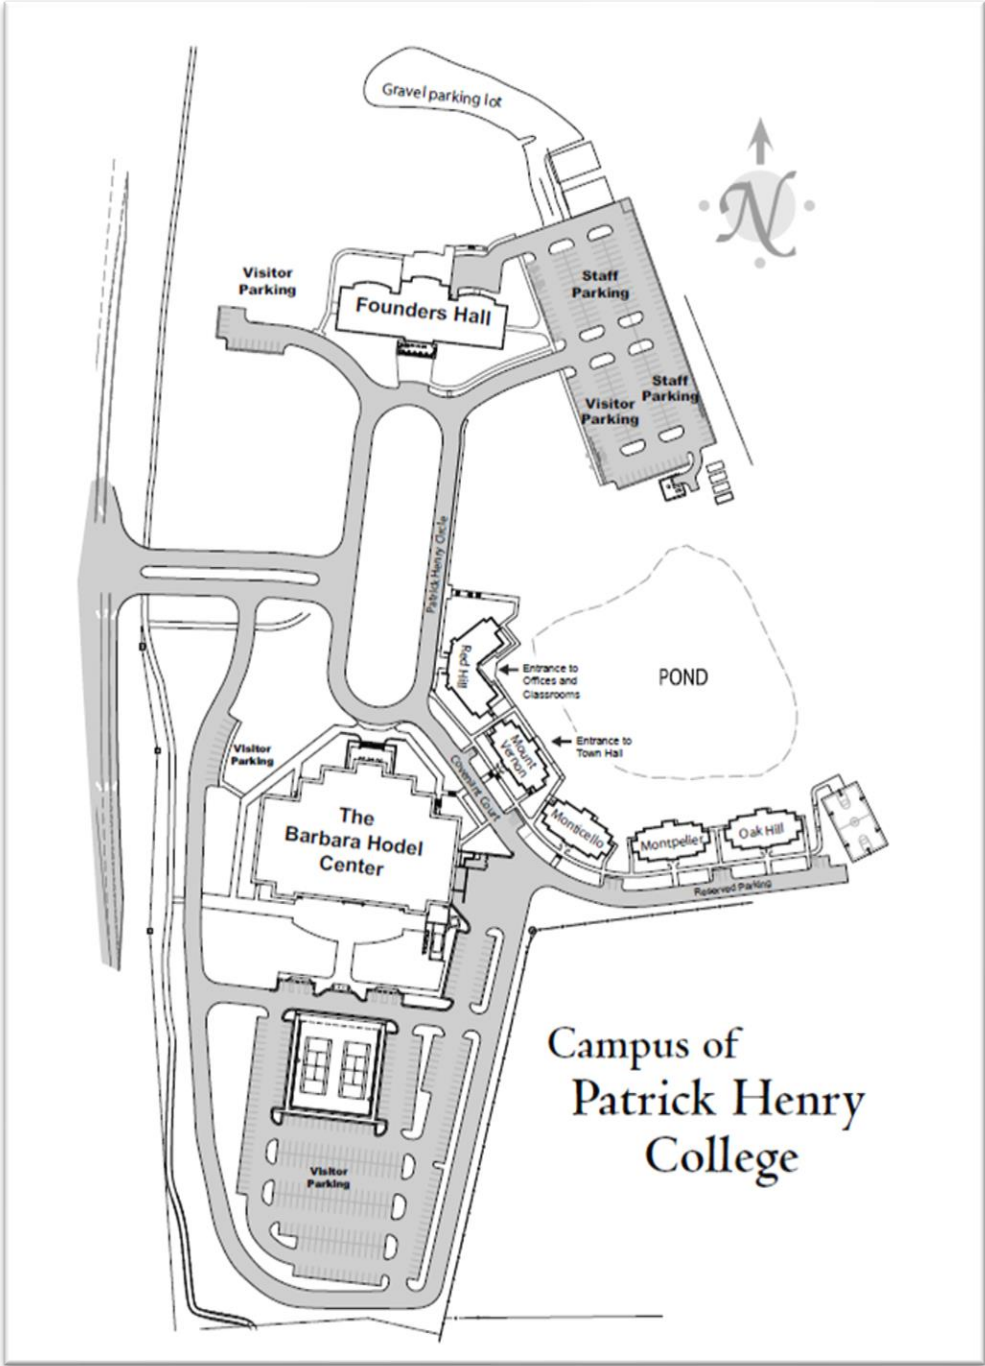 Gravel parking lot
N
Visitor
Parking
Founders Hall
Staff
Parking
Staff
Parking
Visitor
Parking
Patrick Henry Circle
Red Hill
Entrance to
Offices and
Classrooms
POND
Mount
Vernon
Entrance to
Town Hall
Visitor
Parking
Covenant Court
The
Barbara Hodel
Center
Monticello
Montpelier
Oak Hill
Reserved Parking
Campus of
Patrick Henry
College
Visitor
Parking